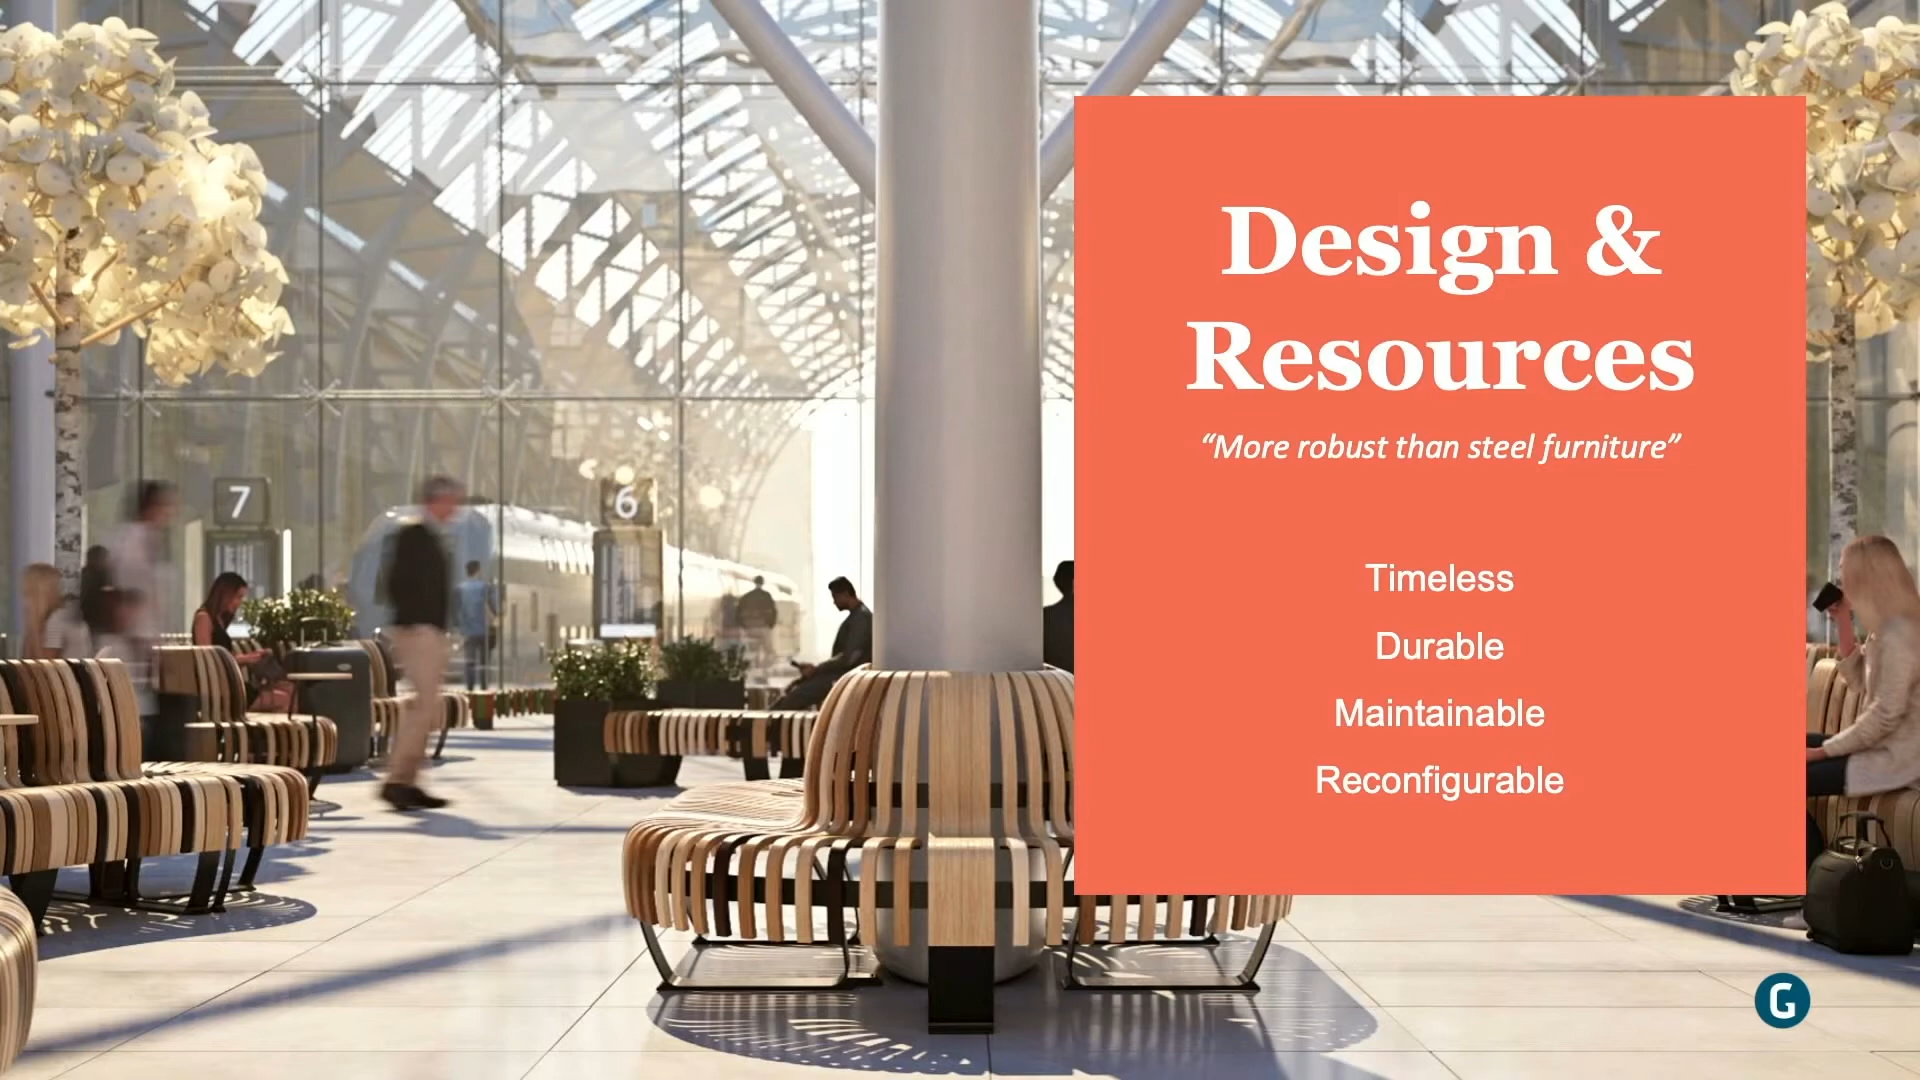 Design &
Resources
“More robust than steel furniture”
Timeless
Durable
Maintainable
Reconfigurable
7
6
G